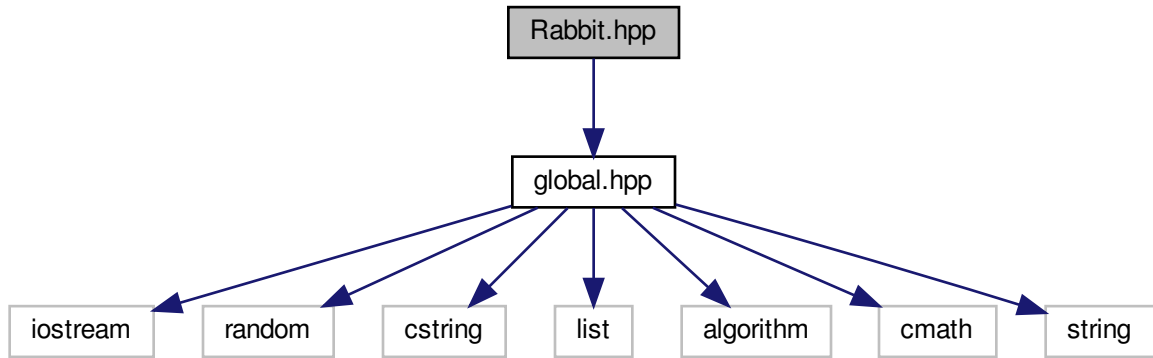 Rabbit.hpp
global.hpp
iostream
random
cstring
list
algorithm
cmath
string